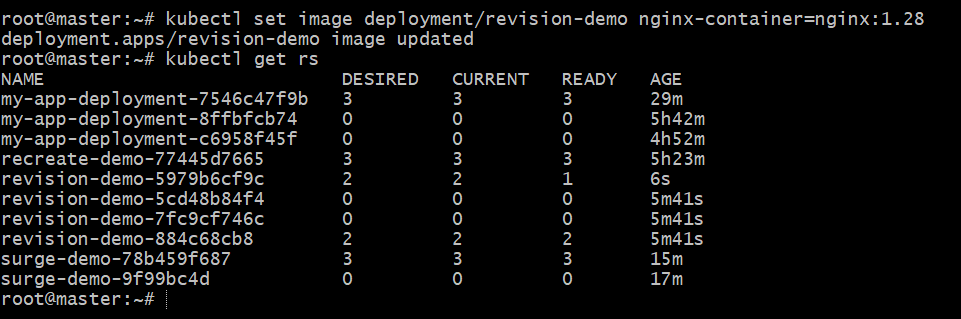 root@master:~# kubectl set image deployment/revision-demo nginx-container=nginx:1.28
deployment.apps/revision-demo image updated
root@master:~# kubectl get rs
NAME DESIRED CURRENT READY AGE
my-app-deployment-7546c47f9b 3 3 3 29m
my-app-deployment-8ffbfcb74 0 0 0 5h42m
my-app-deployment-c6958f45f 0 0 0 4h52m
recreate-demo-77445d7665 3 3 3 5h23m
revision-demo-5979b6cf9c 2 2 1 6s
revision-demo-5cd48b84f4 0 0 0 5m41s
revision-demo-7fc9cf746c 0 0 0 5m41s
revision-demo-884c68cb8 2 2 2 5m41s
surge-demo-78b459f687 3 3 3 15m
surge-demo-9f99bc4d 0 0 0 17m
root@master:~#